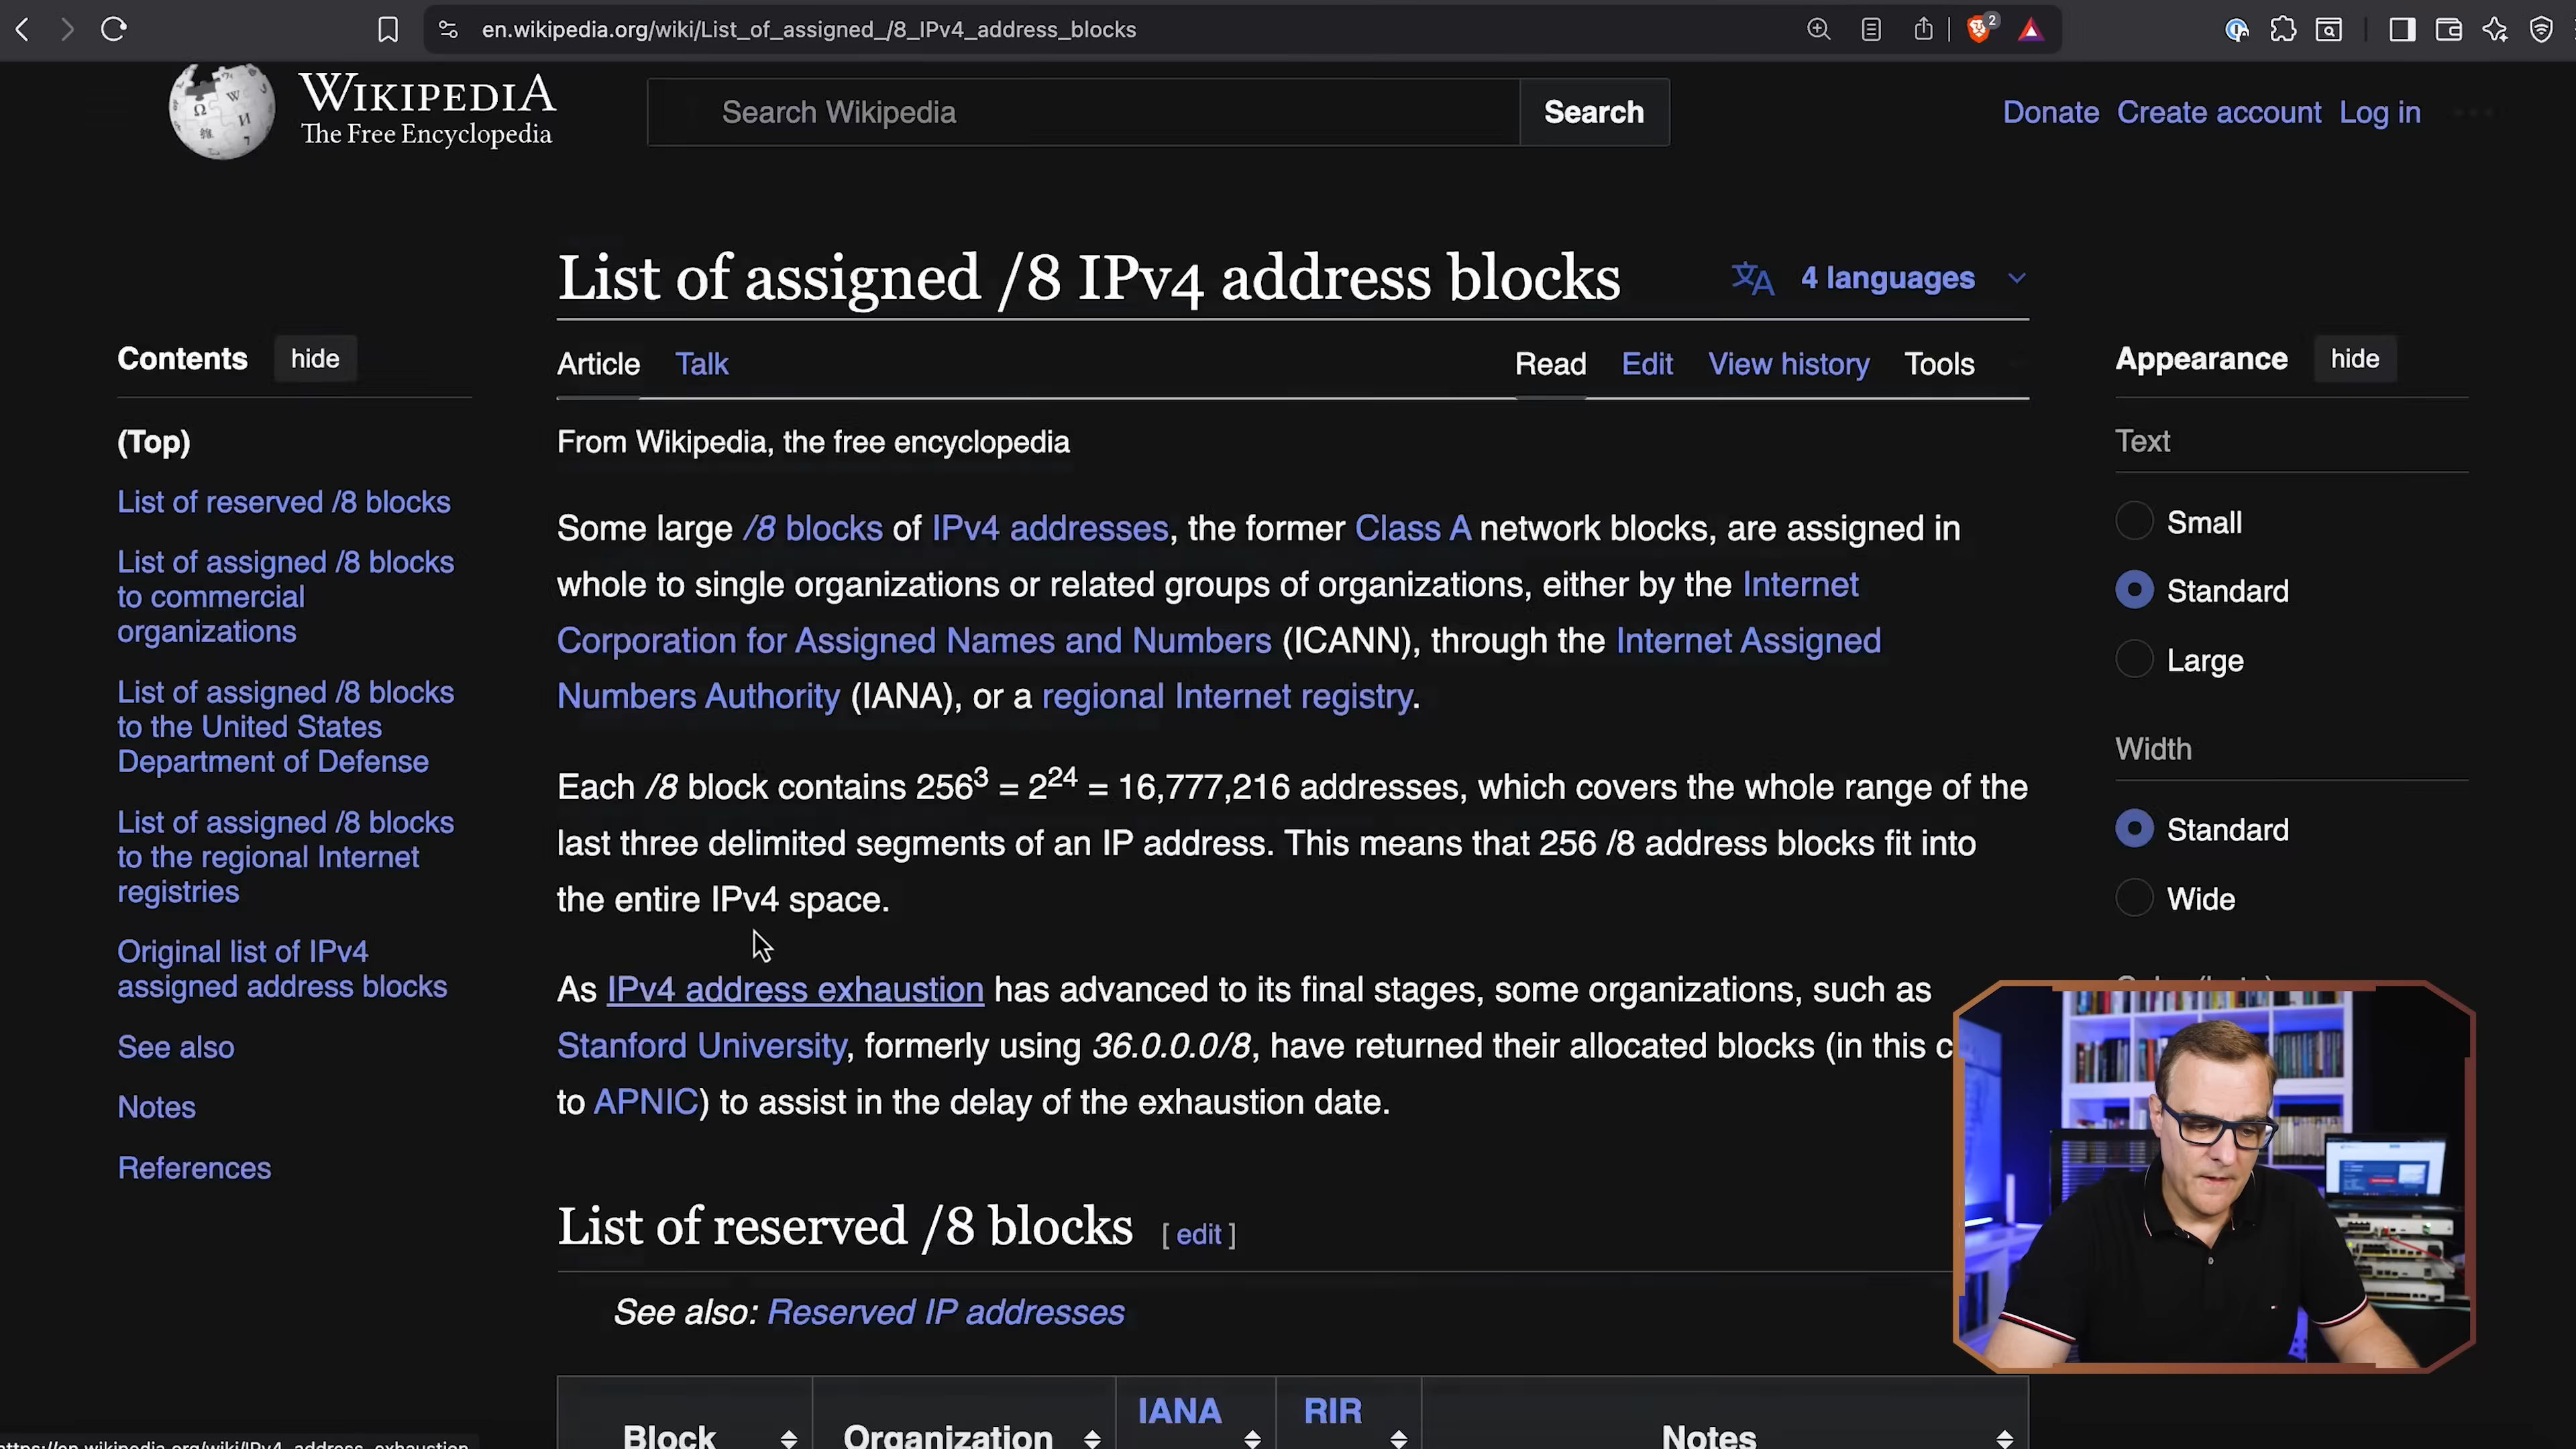 en.wikipedia.org/wiki/List_of_assigned_/8_IPv4_address_blocks
2
WIKIPEDIA
The Free Encyclopedia
Search Wikipedia
Search
Donate Create account Log in
List of assigned /8 IPv4 address blocks
4 languages
Contents hide
(Top)
List of reserved /8 blocks
List of assigned /8 blocks
to commercial
organizations
List of assigned /8 blocks
to the United States
Department of Defense
List of assigned /8 blocks
to the regional Internet
registries
Original list of IPv4
assigned address blocks
See also
Notes
References
Article Talk
Read Edit View history Tools
From Wikipedia, the free encyclopedia
Some large /8 blocks of IPv4 addresses, the former Class A network blocks, are assigned in
whole to single organizations or related groups of organizations, either by the Internet
Corporation for Assigned Names and Numbers (ICANN), through the Internet Assigned
Numbers Authority (IANA), or a regional Internet registry.
Each /8 block contains 256³ = 2²⁴ = 16,777,216 addresses, which covers the whole range of the
last three delimited segments of an IP address. This means that 256 /8 address blocks fit into
the entire IPv4 space.
As IPv4 address exhaustion has advanced to its final stages, some organizations, such as
Stanford University, formerly using 36.0.0.0/8, have returned their allocated blocks (in this c
to APNIC) to assist in the delay of the exhaustion date.
List of reserved /8 blocks [ edit ]
See also: Reserved IP addresses
Block Organization IANA RIR Notes
Appearance hide
Text
Small
Standard
Large
Width
Standard
Wide